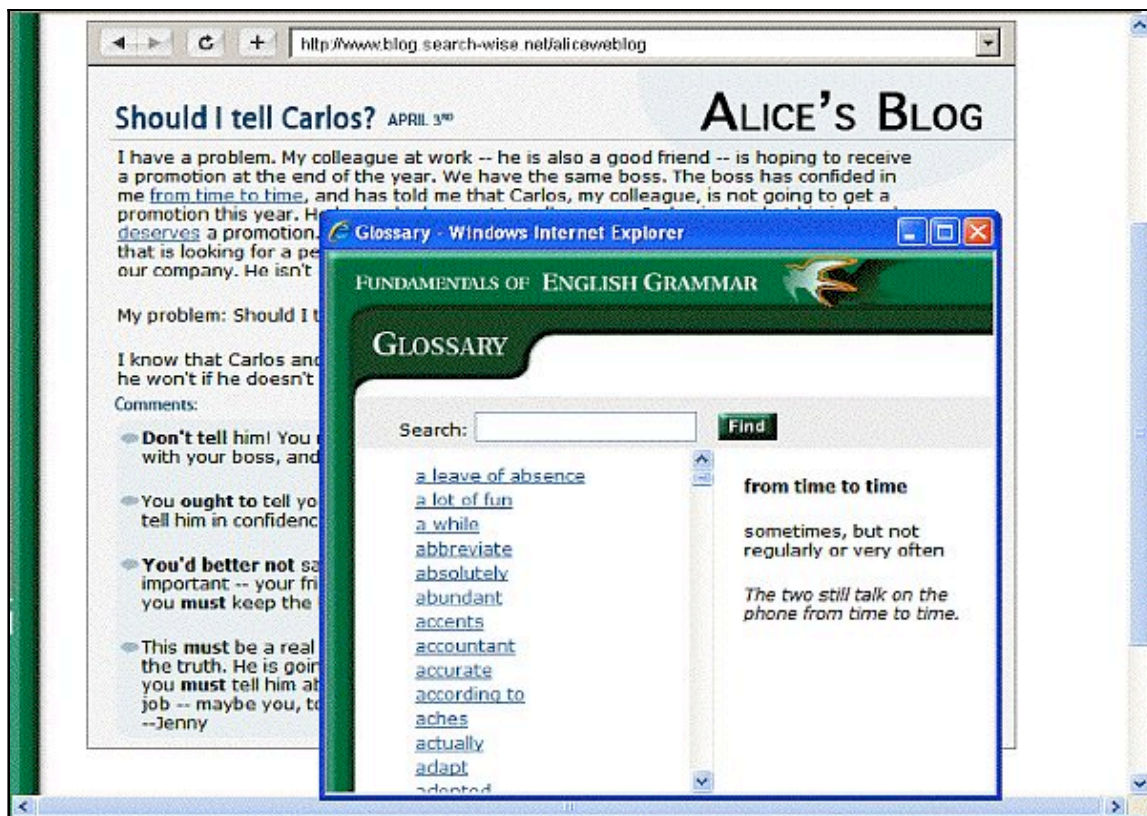 http://www.blog.search-wise.net/aliceweblog
Should I tell Carlos? APRIL 3RD
ALICE'S BLOG
I have a problem. My colleague at work -- he is also a good friend -- is hoping to receive
a promotion at the end of the year. We have the same boss. The boss has confided in
me from time to time, and has told me that Carlos, my colleague, is not going to get a
promotion this year.
deserves a promotion.
that is looking for a
our company. He isn't
My problem: Should I
I know that Carlos and
he won't if he doesn't
Comments:
Don't tell him! You
with your boss, and
You ought to tell
tell him in
You'd better not
important -- your
you must keep the
This must be a real
the truth. He is
you must tell him
job -- maybe you,
--Jenny
Glossary - Windows Internet Explorer
FUNDAMENTALS OF ENGLISH GRAMMAR
GLOSSARY
Search:
Find
a leave of absence
a lot of fun
a while
abbreviate
absolutely
abundant
accents
accountant
accurate
according to
aches
actually
adapt
from time to time
sometimes, but not
regularly or very often
The two still talk on the
phone from time to time.